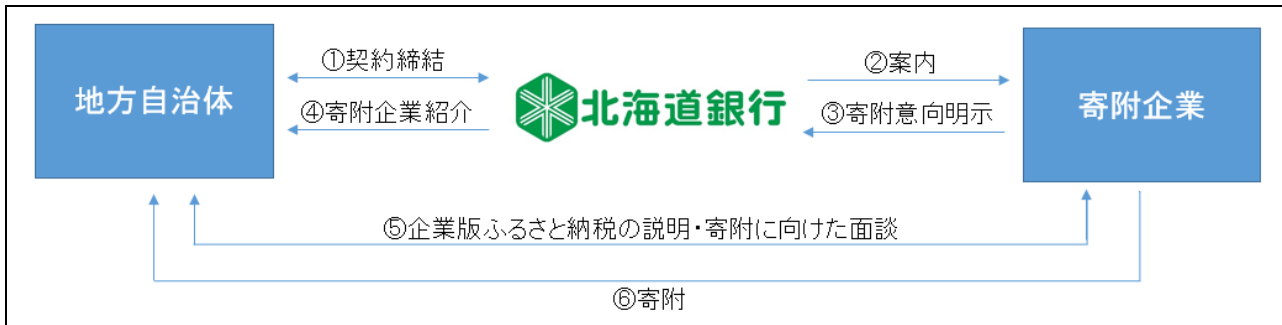 地方自治体
①契約締結
④寄附企業紹介
北海道銀行
②案内
③寄附意向明示
寄附企業
⑤企業版ふるさと納税の説明・寄附に向けた面談
⑥寄附